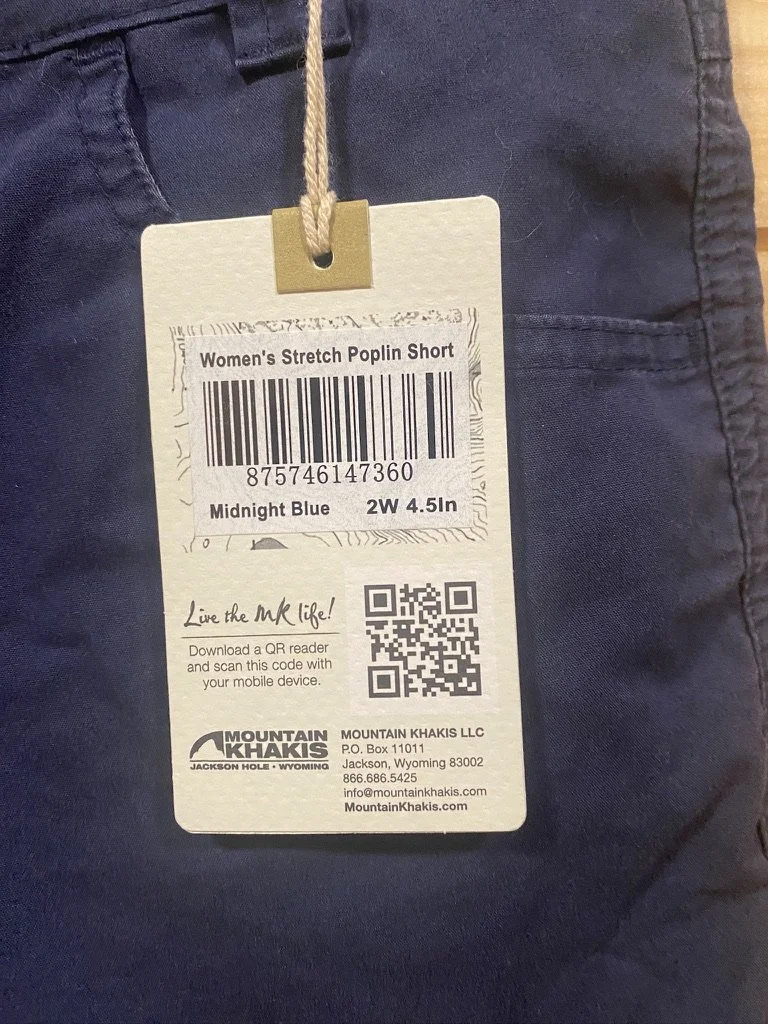 Women's Stretch Poplin Short
875746147360
Midnight Blue 2W 4.5In
Live the MK life!
Download a QR reader
and scan this code with
your mobile device.
MOUNTAIN
KHAKIS
JACKSON HOLE • WYOMING
MOUNTAIN KHAKIS LLC
P.O. Box 11011
Jackson, Wyoming 83002
866.686.5425
info@mountainkhakis.com
MountainKhakis.com